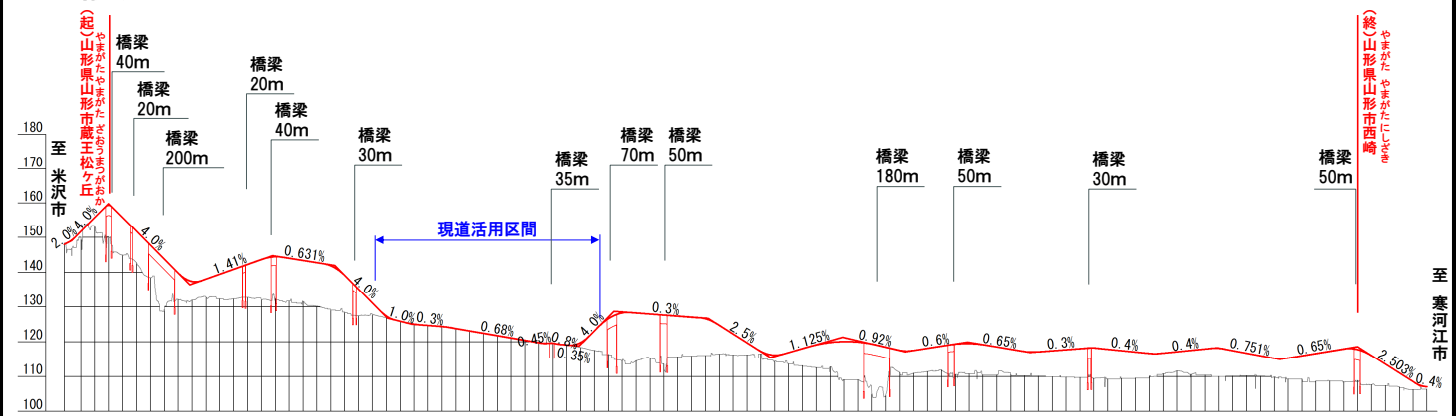 (起)山形県山形市蔵王松ケ丘
やまがた やまがた ざおうまつがおか
橋梁
40m
橋梁
20m
橋梁
200m
橋梁
20m
橋梁
40m
橋梁
30m
橋梁
35m
橋梁
70m
橋梁
50m
橋梁
180m
橋梁
50m
橋梁
30m
橋梁
50m
(終)山形県山形市西崎
やまがた やまがたにしざき
至 米沢市
至 寒河江市
現道活用区間
180
170
160
150
140
130
120
110
100
2.0%
4.0%
4.0%
1.41%
0.631%
4.0%
1.0%
0.3%
0.68%
0.45%
0.8%
0.35%
4.0%
0.3%
2.5%
1.125%
0.92%
0.6%
0.65%
0.3%
0.4%
0.4%
0.751%
0.65%
2.503%
0.4%